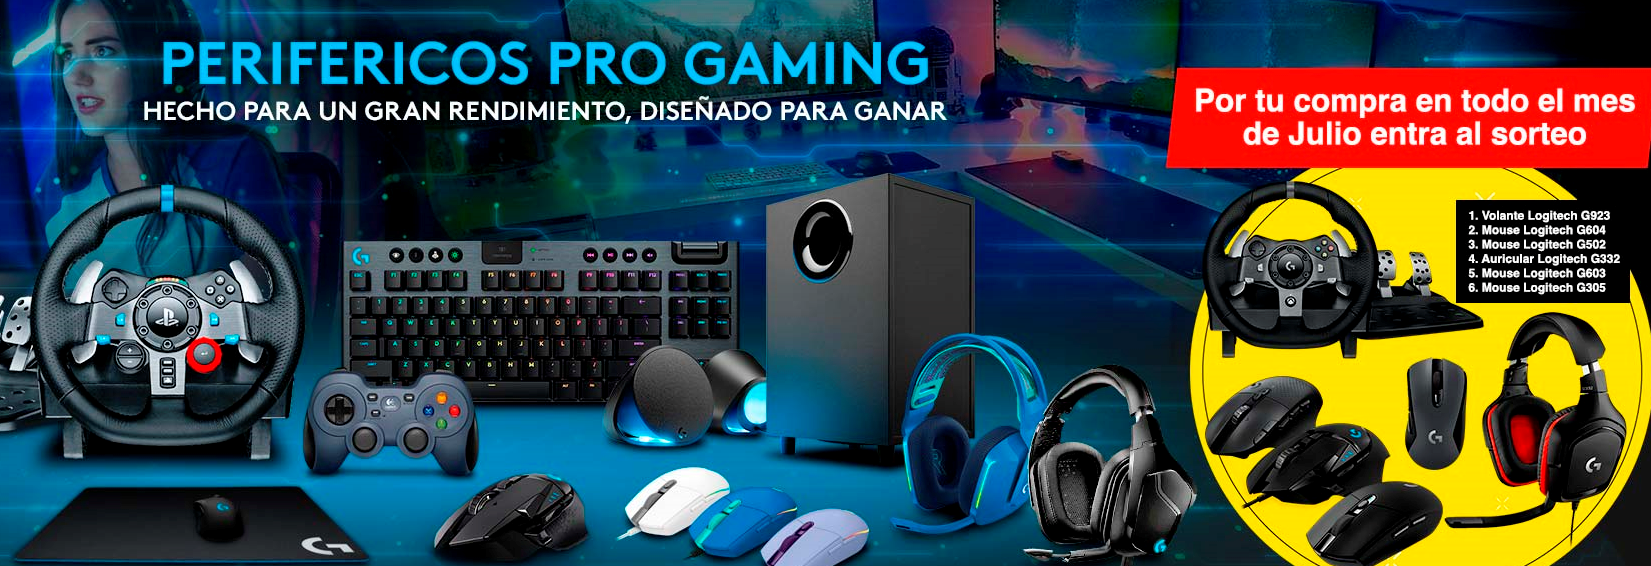 PERIFERICOS PRO GAMING
HECHO PARA UN GRAN RENDIMIENTO, DISEÑADO PARA GANAR
Por tu compra en todo el mes
de Julio entra al sorteo
1. Volante Logitech G923
2. Mouse Logitech G604
3. Mouse Logitech G502
4. Auricular Logitech G332
5. Mouse Logitech G603
6. Mouse Logitech G305